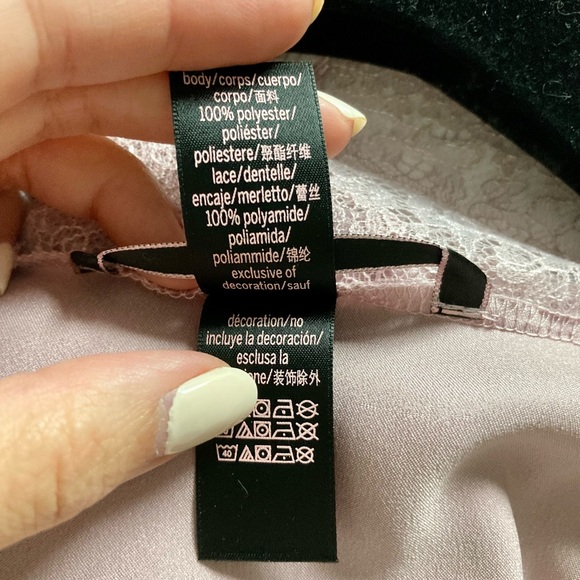 body/corps/cuerpo/
corpo/面料
100% polyester/
poliéster/
poliestere/聚酯纤维
lace/dentelle/
encaje/merletto/蕾丝
100% polyamide/
poliamida/
poliammide/锦纶
exclusive of
decoration/sauf
décoration/no
incluye la decoración/
esclusa la
/装饰除外
40